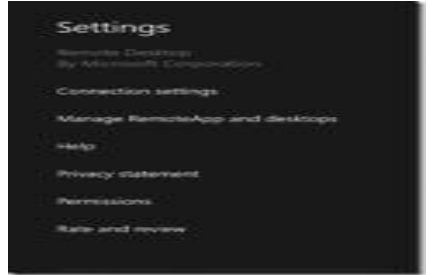 Settings
Remote Desktop
By Microsoft Corporation
Connection settings
Manage RemoteApp and desktops
Help
Privacy statement
Permissions
Rate and review